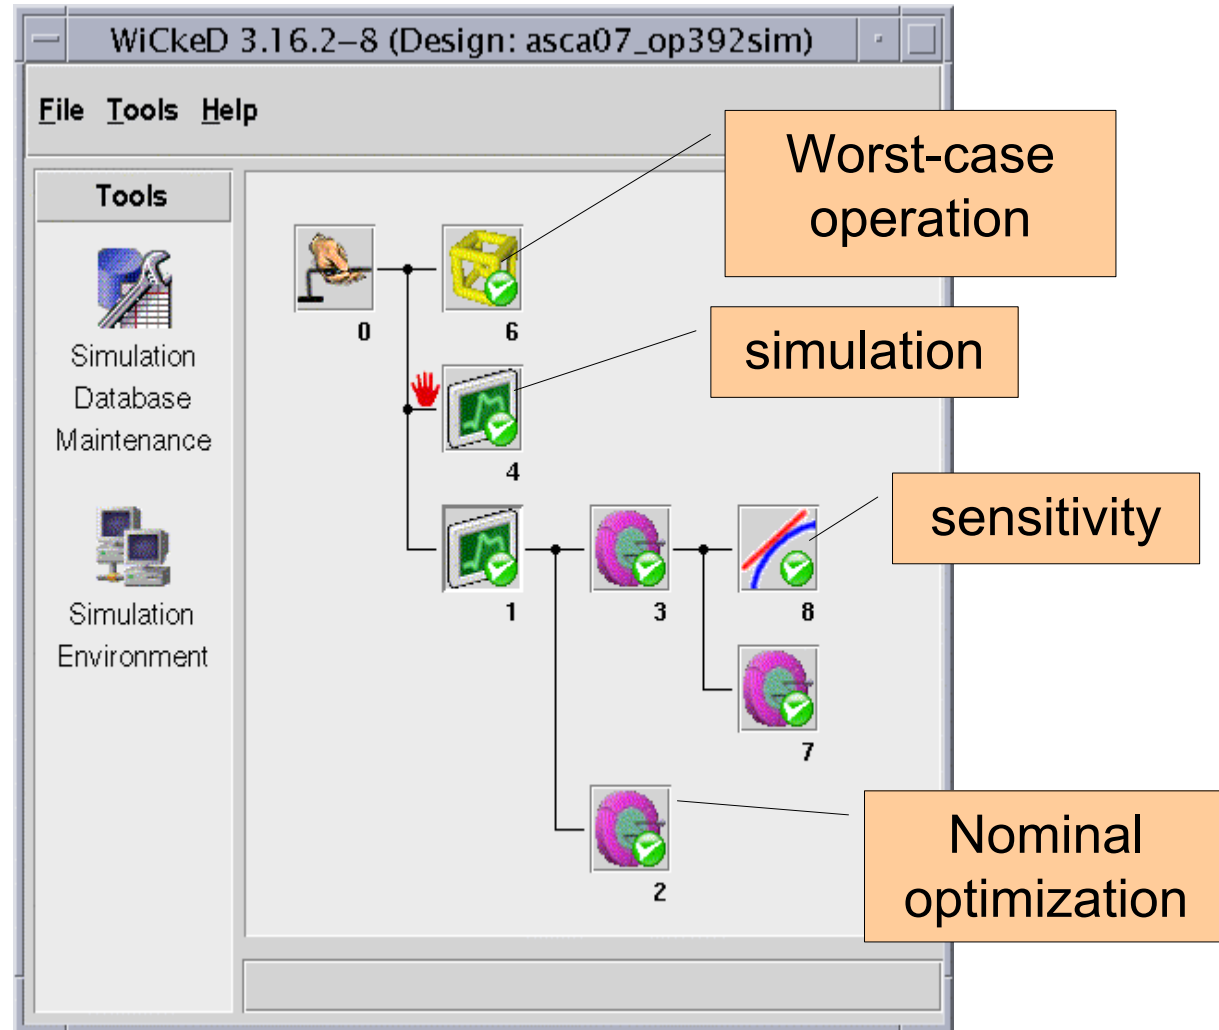 WiCkeD 3.16.2–8 (Design: asca07_op392sim)
File Tools Help
Worst-case
operation
Tools
0
6
simulation
Simulation
Database
Maintenance
4
sensitivity
Simulation
Environment
1
3
8
7
Nominal
optimization
2